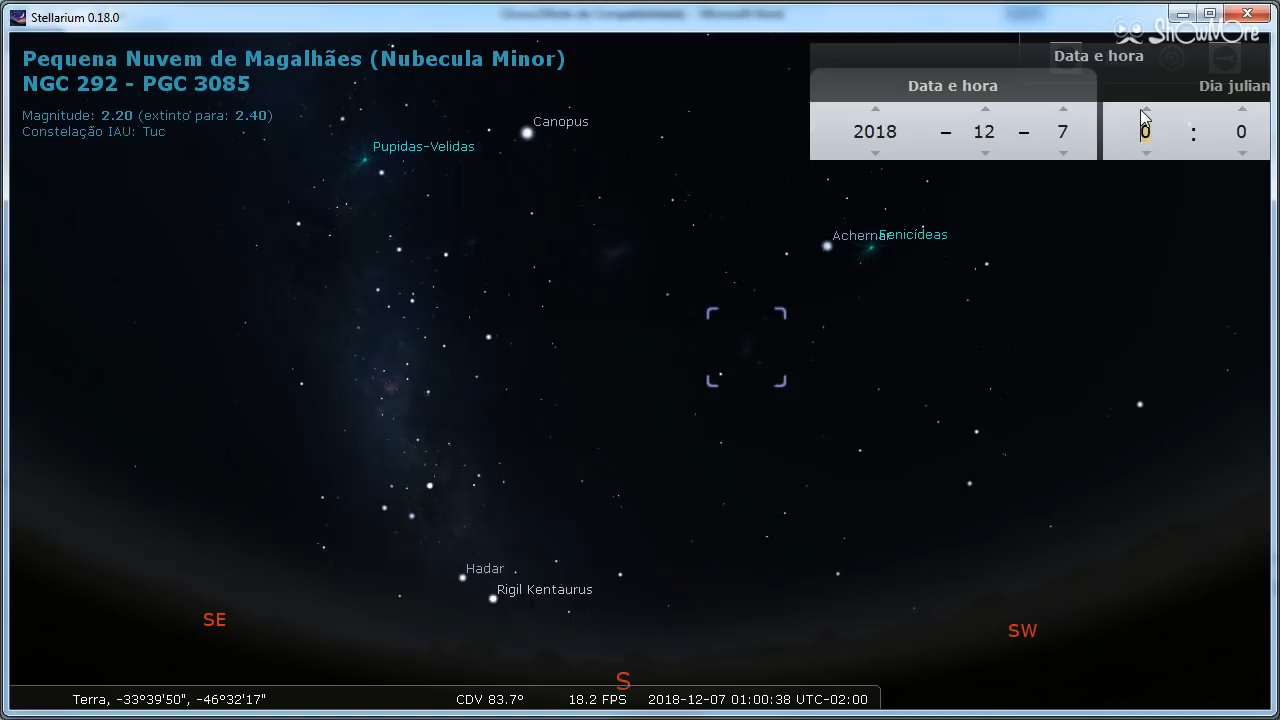 Stellarium 0.18.0
ShOwMore
Data e hora
Pequena Nuvem de Magalhães (Nubecula Minor)
NGC 292 - PGC 3085
Data e hora
Dia julian
Magnitude: 2.20 (extinto para: 2.40)
Constelação IAU: Tuc
2018 - 12 - 7
0 : 0
Canopus
Pupidas-Velidas
Achernar
Fenicídeas
Hadar
Rigil Kentaurus
SE
SW
S
Terra, -33°39'50", -46°32'17"
CDV 83.7°
18.2 FPS
2018-12-07 01:00:38 UTC-02:00